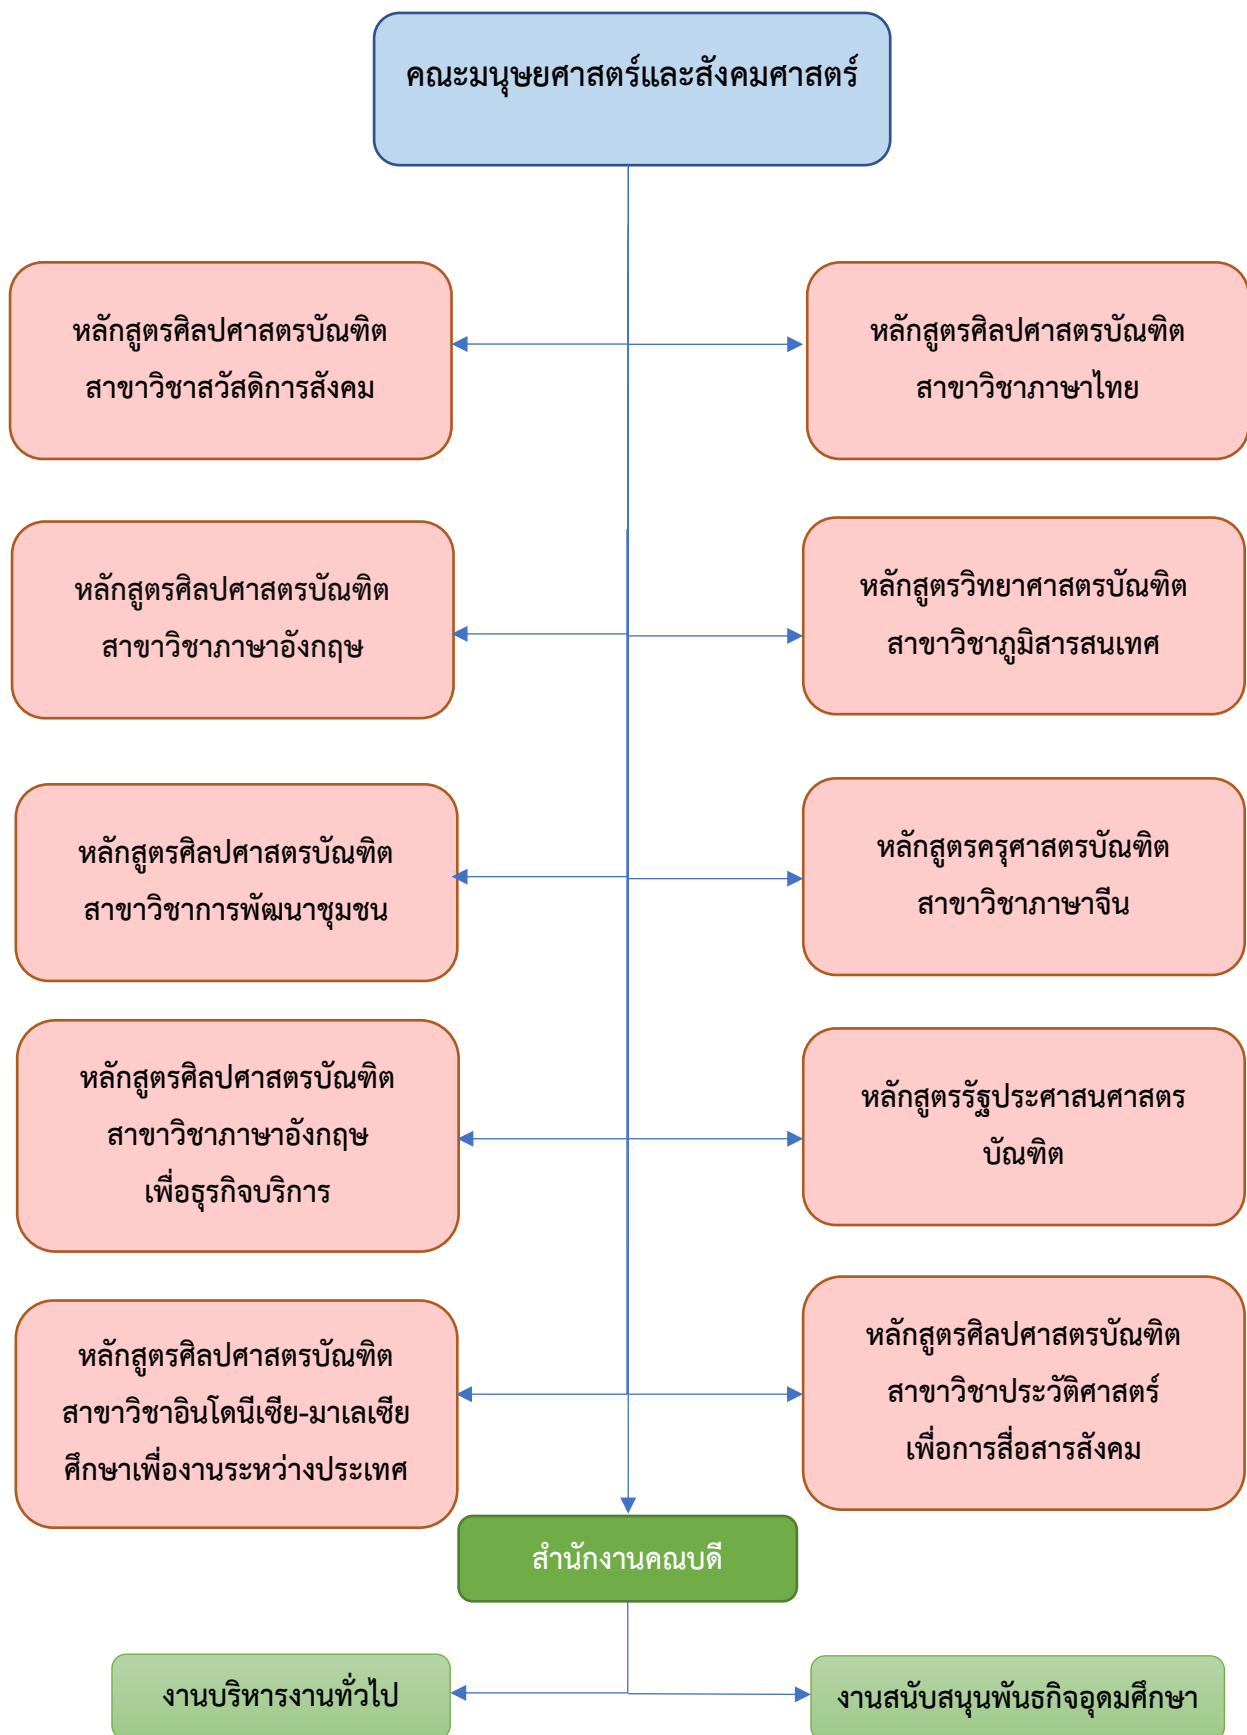 คณะมนุษยศาสตร์และสังคมศาสตร์
หลักสูตรศิลปศาสตรบัณฑิต
สาขาวิชาสวัสดิการสังคม
หลักสูตรศิลปศาสตรบัณฑิต
สาขาวิชาภาษาไทย
หลักสูตรศิลปศาสตรบัณฑิต
สาขาวิชาภาษาอังกฤษ
หลักสูตรวิทยาศาสตรบัณฑิต
สาขาวิชาภูมิสารสนเทศ
หลักสูตรศิลปศาสตรบัณฑิต
สาขาวิชาการพัฒนาชุมชน
หลักสูตรครุศาสตรบัณฑิต
สาขาวิชาภาษาจีน
หลักสูตรศิลปศาสตรบัณฑิต
สาขาวิชาภาษาอังกฤษ
เพื่อธุรกิจบริการ
หลักสูตรรัฐประศาสนศาสตร
บัณฑิต
หลักสูตรศิลปศาสตรบัณฑิต
สาขาวิชาอินโดนีเซีย-มาเลเซีย
ศึกษาเพื่องานระหว่างประเทศ
หลักสูตรศิลปศาสตรบัณฑิต
สาขาวิชาประวัติศาสตร์
เพื่อการสื่อสารสังคม
สำนักงานคณบดี
งานบริหารงานทั่วไป
งานสนับสนุนพันธกิจอุดมศึกษา